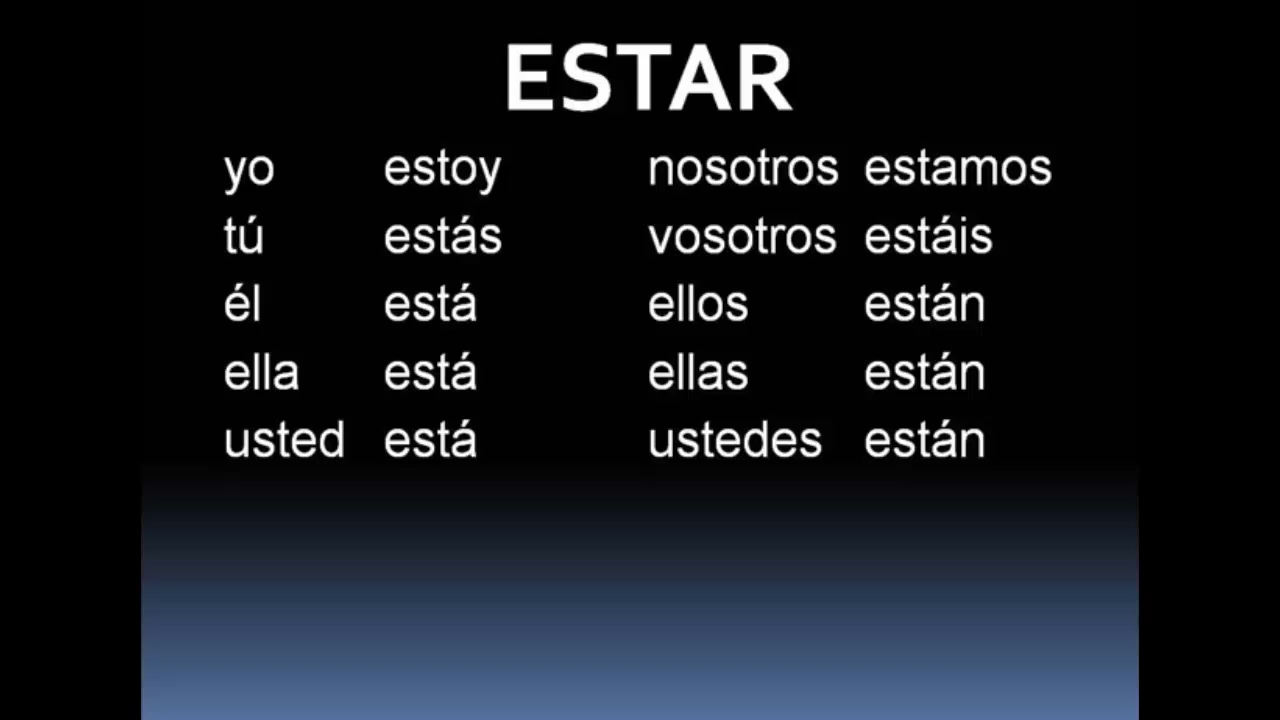 ESTAR
yo estoy nosotros estamos
tú estás vosotros estáis
él está ellos están
ella está ellas están
usted está ustedes están